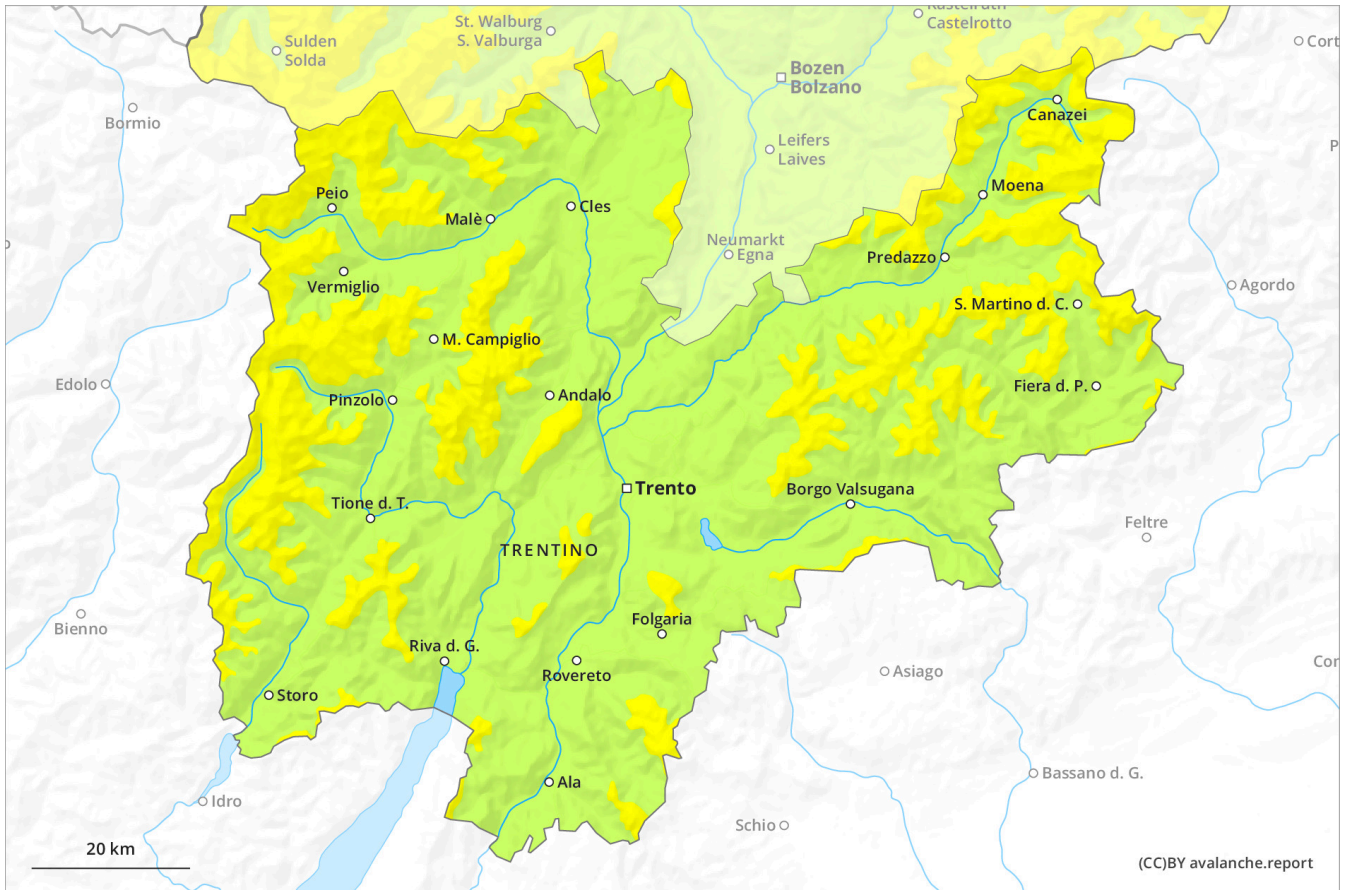 St. Walburg
S. Valburga
Kastelruth
Castelrotto
Sulden
Solda
Cort
Bozen
Bolzano
Bormio
Canazei
Leifers
Laives
P
Peio
Moena
Malè
Cles
Neumarkt
Egna
Predazzo
Vermiglio
Agordo
S. Martino d. C.
M. Campiglio
Edolo
Fiera d. P.
Andalo
Pinzolo
Trento
Borgo Valsugana
Tione d. T.
Feltre
TRENTINO
Bienno
Folgaria
Riva d. G.
Cor
Asiago
Rovereto
Storo
Bassano d. G.
Ala
Idro
Schio
20 km
(CC)BY avalanche.report